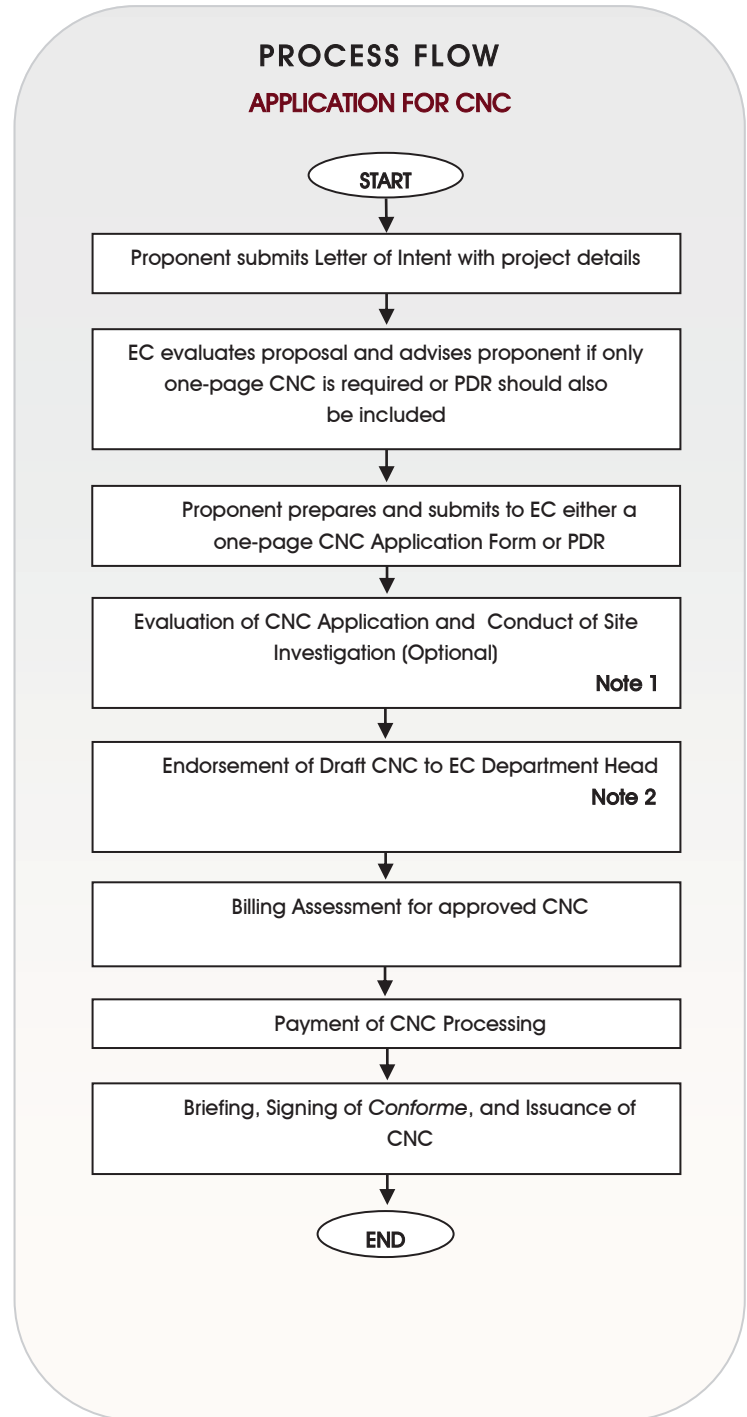 PROCESS FLOW
APPLICATION FOR CNC
START
Proponent submits Letter of Intent with project details
EC evaluates proposal and advises proponent if only
one-page CNC is required or PDR should also
be included
Proponent prepares and submits to EC either a
one-page CNC Application Form or PDR
Evaluation of CNC Application and Conduct of Site
Investigation (Optional)
Note 1
Endorsement of Draft CNC to EC Department Head
Note 2
Billing Assessment for approved CNC
Payment of CNC Processing
Briefing, Signing of Conforme, and Issuance of
CNC
END